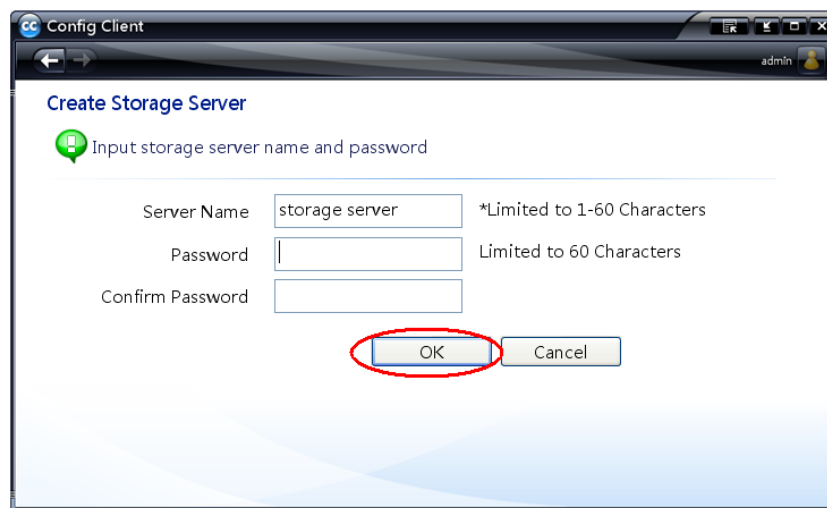 CC Config Client
admin
Create Storage Server
Input storage server name and password
Server Name storage server *Limited to 1-60 Characters
Password Limited to 60 Characters
Confirm Password
OK Cancel